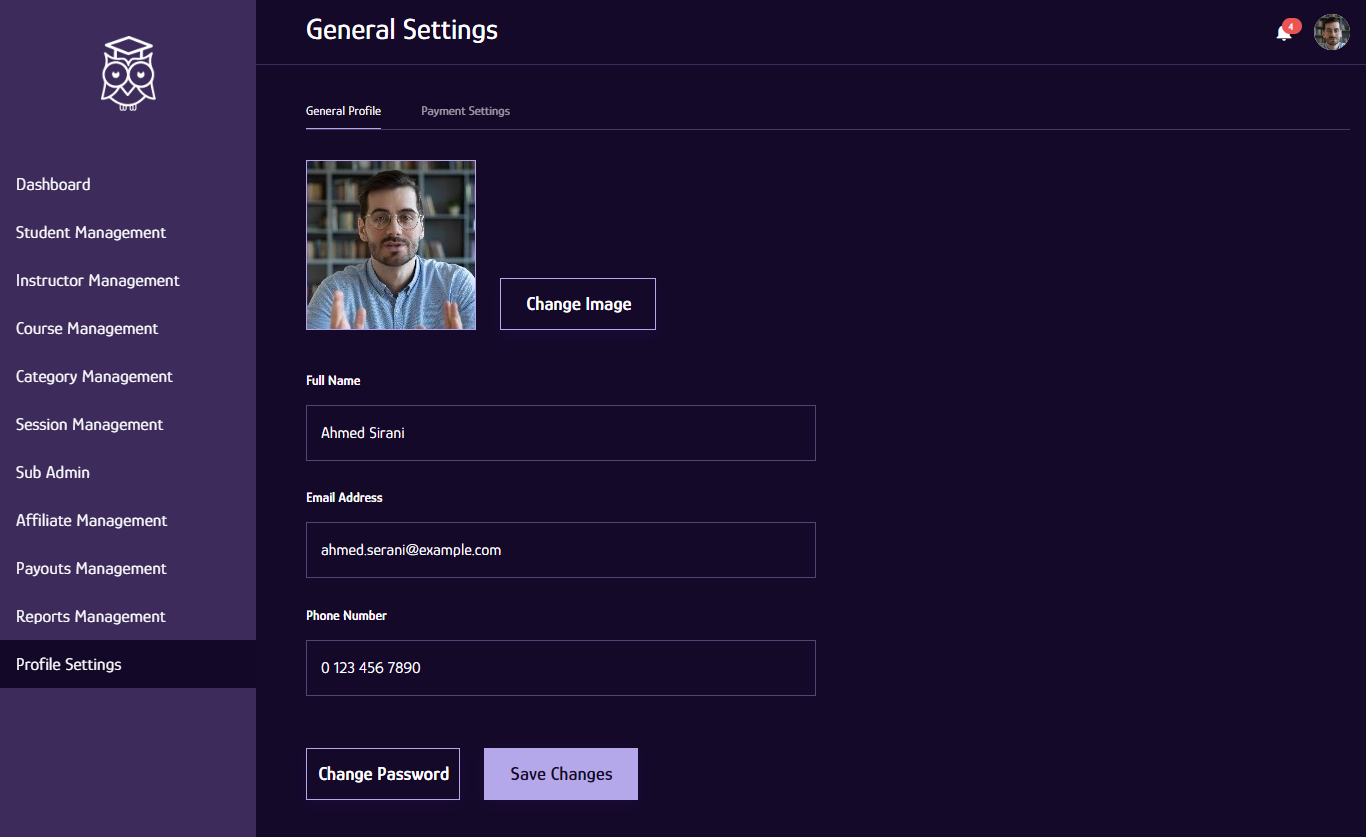 General Settings
4
General Profile
Payment Settings
Dashboard
Student Management
Instructor Management
Course Management
Category Management
Session Management
Sub Admin
Affiliate Management
Payouts Management
Reports Management
Profile Settings
Change Image
Full Name
Ahmed Sirani
Email Address
ahmed.serani@example.com
Phone Number
0 123 456 7890
Change Password
Save Changes